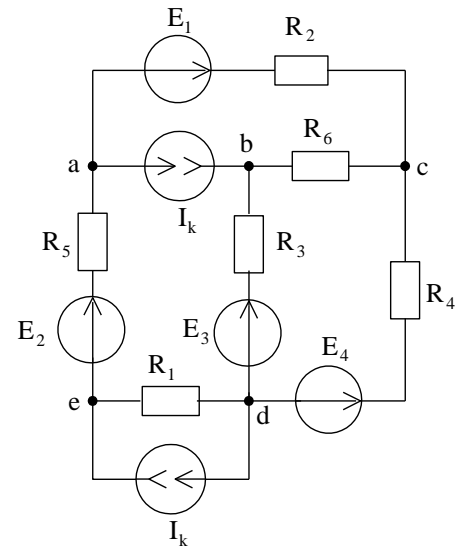 E₁
R₂
a
b
R₆
c
Iₖ
R₅
R₃
R₄
E₂
E₃
E₄
R₁
e
d
Iₖ